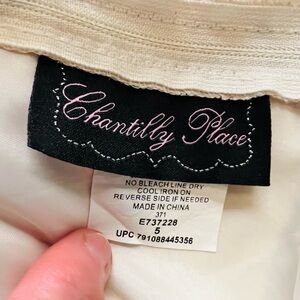 Chantilly Place
NO BLEACH LINE DRY
COOL IRON ON
REVERSE SIDE IF NEEDED
MADE IN CHINA
371
E737228
5
UPC 791088445356